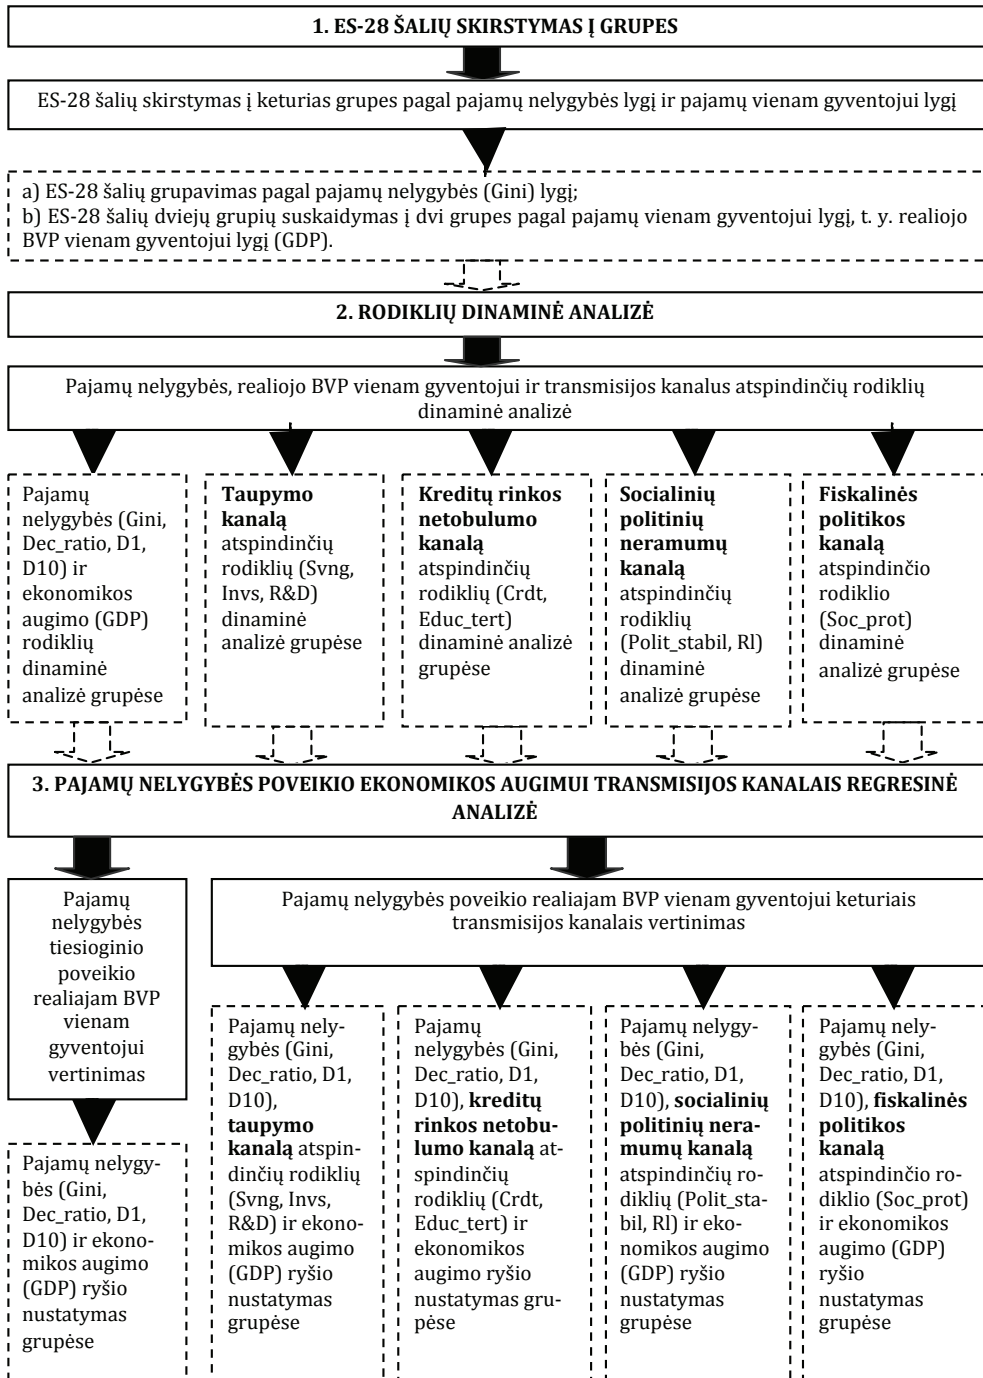 1. ES-28 ŠALIŲ SKIRSTYMAS Į GRUPES
ES-28 šalių skirstymas į keturias grupes pagal pajamų nelygybės lygį ir pajamų vienam gyventojui lygį
a) ES-28 šalių grupavimas pagal pajamų nelygybės (Gini) lygį;
b) ES-28 šalių dviejų grupių suskaidymas į dvi grupes pagal pajamų vienam gyventojui lygį, t. y. realiojo
BVP vienam gyventojui lygį (GDP).
2. RODIKLIŲ DINAMINĖ ANALIZĖ
Pajamų nelygybės, realiojo BVP vienam gyventojui ir transmisijos kanalus atspindinčių rodiklių
dinaminė analizė
Pajamų
nelygybės (Gini,
Dec_ratio, D1,
D10) ir
ekonomikos
augimo (GDP)
rodiklių
dinaminė
analizė grupėse
Taupymo
kanalą
atspindinčių
rodiklių (Svng,
Invs, R&D)
dinaminė
analizė grupėse
Kreditų rinkos
netobulumo
kanalą
atspindinčių
rodiklių (Crdt,
Educ_tert)
dinaminė analizė
grupėse
Socialinių
politinių
neramumų
kanalą
atspindinčių
rodiklių
(Polit_stabil, Rl)
dinaminė
analizė grupėse
Fiskalinės
politikos
kanalą
atspindinčio
rodiklio
(Soc_prot)
dinaminė
analizė grupėse
3. PAJAMŲ NELYGYBĖS POVEIKIO EKONOMIKOS AUGIMUI TRANSMISIJOS KANALAIS REGRESINĖ
ANALIZĖ
Pajamų
nelygybės
tiesioginio
poveikio
realiajam BVP
vienam
gyventojui
vertinimas
Pajamų nelygybės poveikio realiajam BVP vienam gyventojui keturiais
transmisijos kanalais vertinimas
Pajamų nelygy-
bės (Gini,
Dec_ratio, D1,
D10) ir ekono-
mikos augimo
(GDP) ryšio
nustatymas
grupėse
Pajamų nely-
gybės (Gini,
Dec_ratio, D1,
D10),
taupymo
kanalą atspin-
dinčių rodiklių
(Svng, Invs,
R&D) ir ekono-
mikos augimo
(GDP) ryšio
nustatymas
grupėse
Pajamų
nelygybės (Gini,
Dec_ratio, D1,
D10), kreditų
rinkos netobu-
lumo kanalą at-
spindinčių
rodiklių (Crdt,
Educ_tert) ir
ekonomikos
augimo ryšio
nustatymas gru-
pėse
Pajamų nelygy-
bės (Gini,
Dec_ratio, D1,
D10), socialinių
politinių nera-
mumų kanalą
atspindinčių ro-
diklių (Polit_sta-
bil, Rl) ir eko-
nomikos augimo
(GDP) ryšio
nustatymas
grupėse
Pajamų nely-
gybės (Gini,
Dec_ratio, D1,
D10), fiskalinės
politikos
kanalą
atspindinčio ro-
diklio (Soc_prot)
ir ekonomikos
augimo (GDP)
ryšio
nustatymas
grupėse